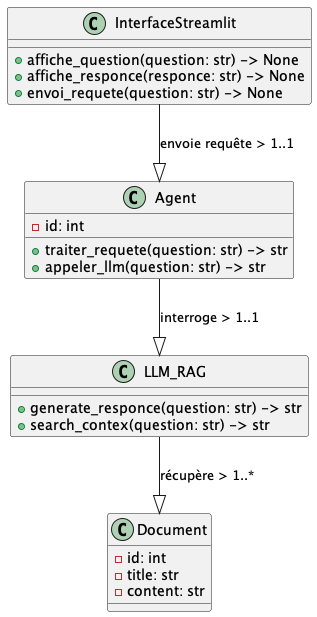 C InterfaceStreamlit
affiche_question(question: str) -> None
affiche_responce(responce: str) -> None
envoi_requete(question: str) -> None
envoie requête > 1..1
C Agent
id: int
traiter_requete(question: str) -> str
appeler_llm(question: str) -> str
interroge > 1..1
C LLM_RAG
generate_responce(question: str) -> str
search_contex(question: str) -> str
récupère > 1..*
C Document
id: int
title: str
content: str